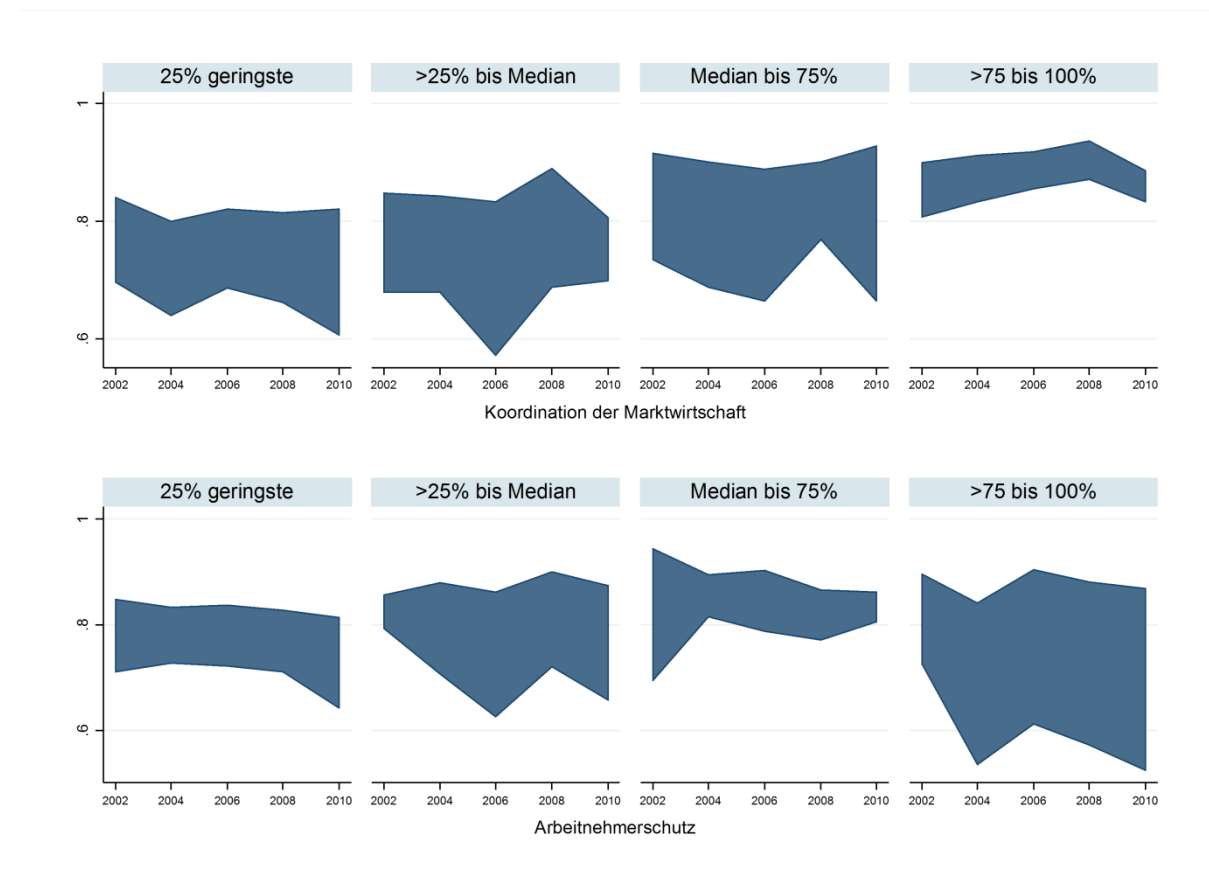 25% geringste >25% bis Median Median bis 75% >75 bis 100%
1
.8
.6
2002 2004 2006 2008 2010 2002 2004 2006 2008 2010 2002 2004 2006 2008 2010 2002 2004 2006 2008 2010
Koordination der Marktwirtschaft
25% geringste >25% bis Median Median bis 75% >75 bis 100%
1
.8
.6
2002 2004 2006 2008 2010 2002 2004 2006 2008 2010 2002 2004 2006 2008 2010 2002 2004 2006 2008 2010
Arbeitnehmerschutz